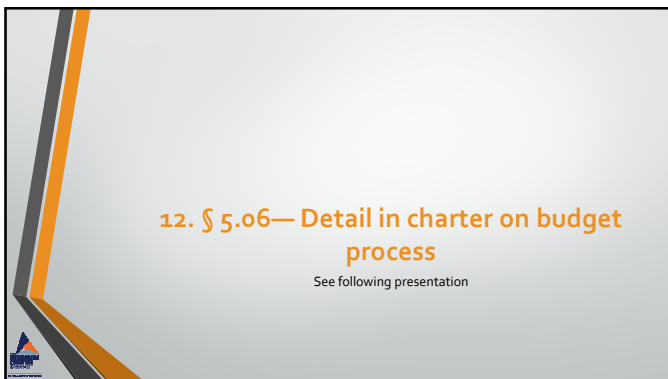 12. § 5.06— Detail in charter on budget
process
See following presentation